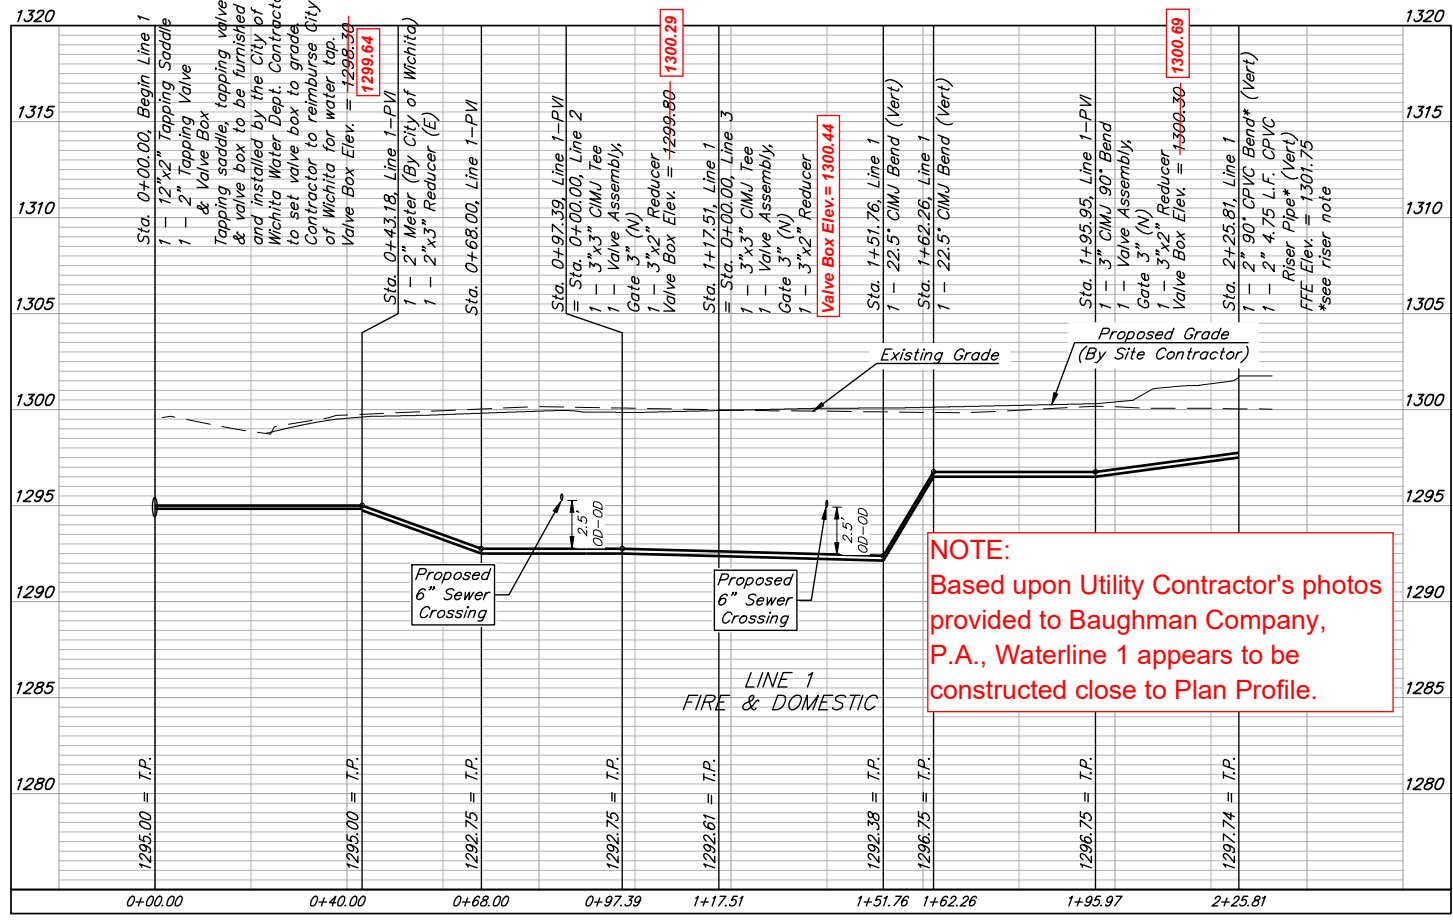 1320
1315
1310
1305
1300
1295
1290
1285
1280
1320
1315
1310
1305
1300
1295
1290
1285
1280
Sta. 0+00.00, Begin Line 1
1 - 12"x2" Tapping Saddle
1 - 2" Tapping Valve
& Valve Box
Tapping saddle, tapping valve
& valve box to be furnished
and installed by the City of
Wichita Water Dept. Contractor
to set valve box to grade.
Contractor to reimburse City
of Wichita for water tap.
Valve Box Elev. = 1298.30
1299.64
Sta. 0+43.18, Line 1-PVI
1 - 2" Meter (By City of Wichita)
1 - 2"x3" Reducer (E)
Sta. 0+68.00, Line 1-PVI
Sta. 0+97.39, Line 1-PVI
= Sta. 0+00.00, Line 2
1 - 3"x3" CIMJ Tee
1 - Valve Assembly,
Gate 3" (N)
1 - 3"x2" Reducer
Valve Box Elev. = 1299.80
1300.29
Sta. 1+17.51, Line 1
= Sta. 0+00.00, Line 3
1 - 3"x3" CIMJ Tee
1 - Valve Assembly,
Gate 3" (N)
1 - 3"x2" Reducer
Valve Box Elev. = 1300.44
Sta. 1+51.76, Line 1
1 - 22.5° CIMJ Bend (Vert)
Sta. 1+62.26, Line 1
1 - 22.5° CIMJ Bend (Vert)
Sta. 1+95.95, Line 1-PVI
1 - 3" CIMJ 90° Bend
1 - Valve Assembly,
Gate 3" (N)
1 - 3"x2" Reducer
Valve Box Elev. = 1300.30
1300.69
Sta. 2+25.81, Line 1
1 - 2" 90° CPVC Bend* (Vert)
1 - 2" 4.75 L.F. CPVC
Riser Pipe* (Vert)
FFE Elev. = 1301.75
*see riser note
Existing Grade
Proposed Grade
(By Site Contractor)
2.5'
OD-OD
2.5'
OD-OD
Proposed
6" Sewer
Crossing
Proposed
6" Sewer
Crossing
LINE 1
FIRE & DOMESTIC
NOTE:
Based upon Utility Contractor's photos
provided to Baughman Company,
P.A., Waterline 1 appears to be
constructed close to Plan Profile.
1295.00 = T.P.
1295.00 = T.P.
1292.75 = T.P.
1292.75 = T.P.
1292.61 = T.P.
1292.38 = T.P.
1296.75 = T.P.
1296.75 = T.P.
1297.74 = T.P.
0+00.00
0+40.00
0+68.00
0+97.39
1+17.51
1+51.76
1+62.26
1+95.97
2+25.81